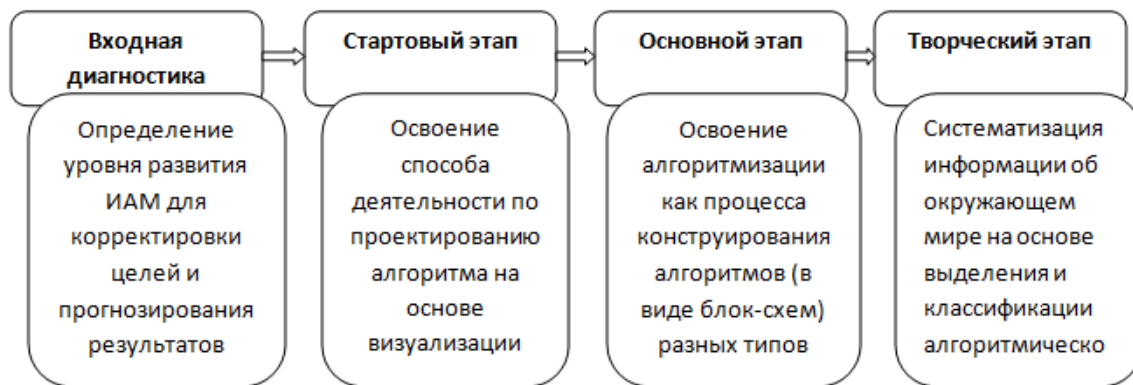 Входная
диагностика
Стартовый этап
Основной этап
Творческий этап
Определение
уровня развития
ИАМ для
корректировки
целей и
прогнозирования
результатов
Освоение
способа
деятельности по
проектированию
алгоритма на
основе
визуализации
Освоение
алгоритмизации
как процесса
конструирования
алгоритмов (в
виде блок-схем)
разных типов
Систематизация
информации об
окружающем
мире на основе
выделения и
классификации
алгоритмическо